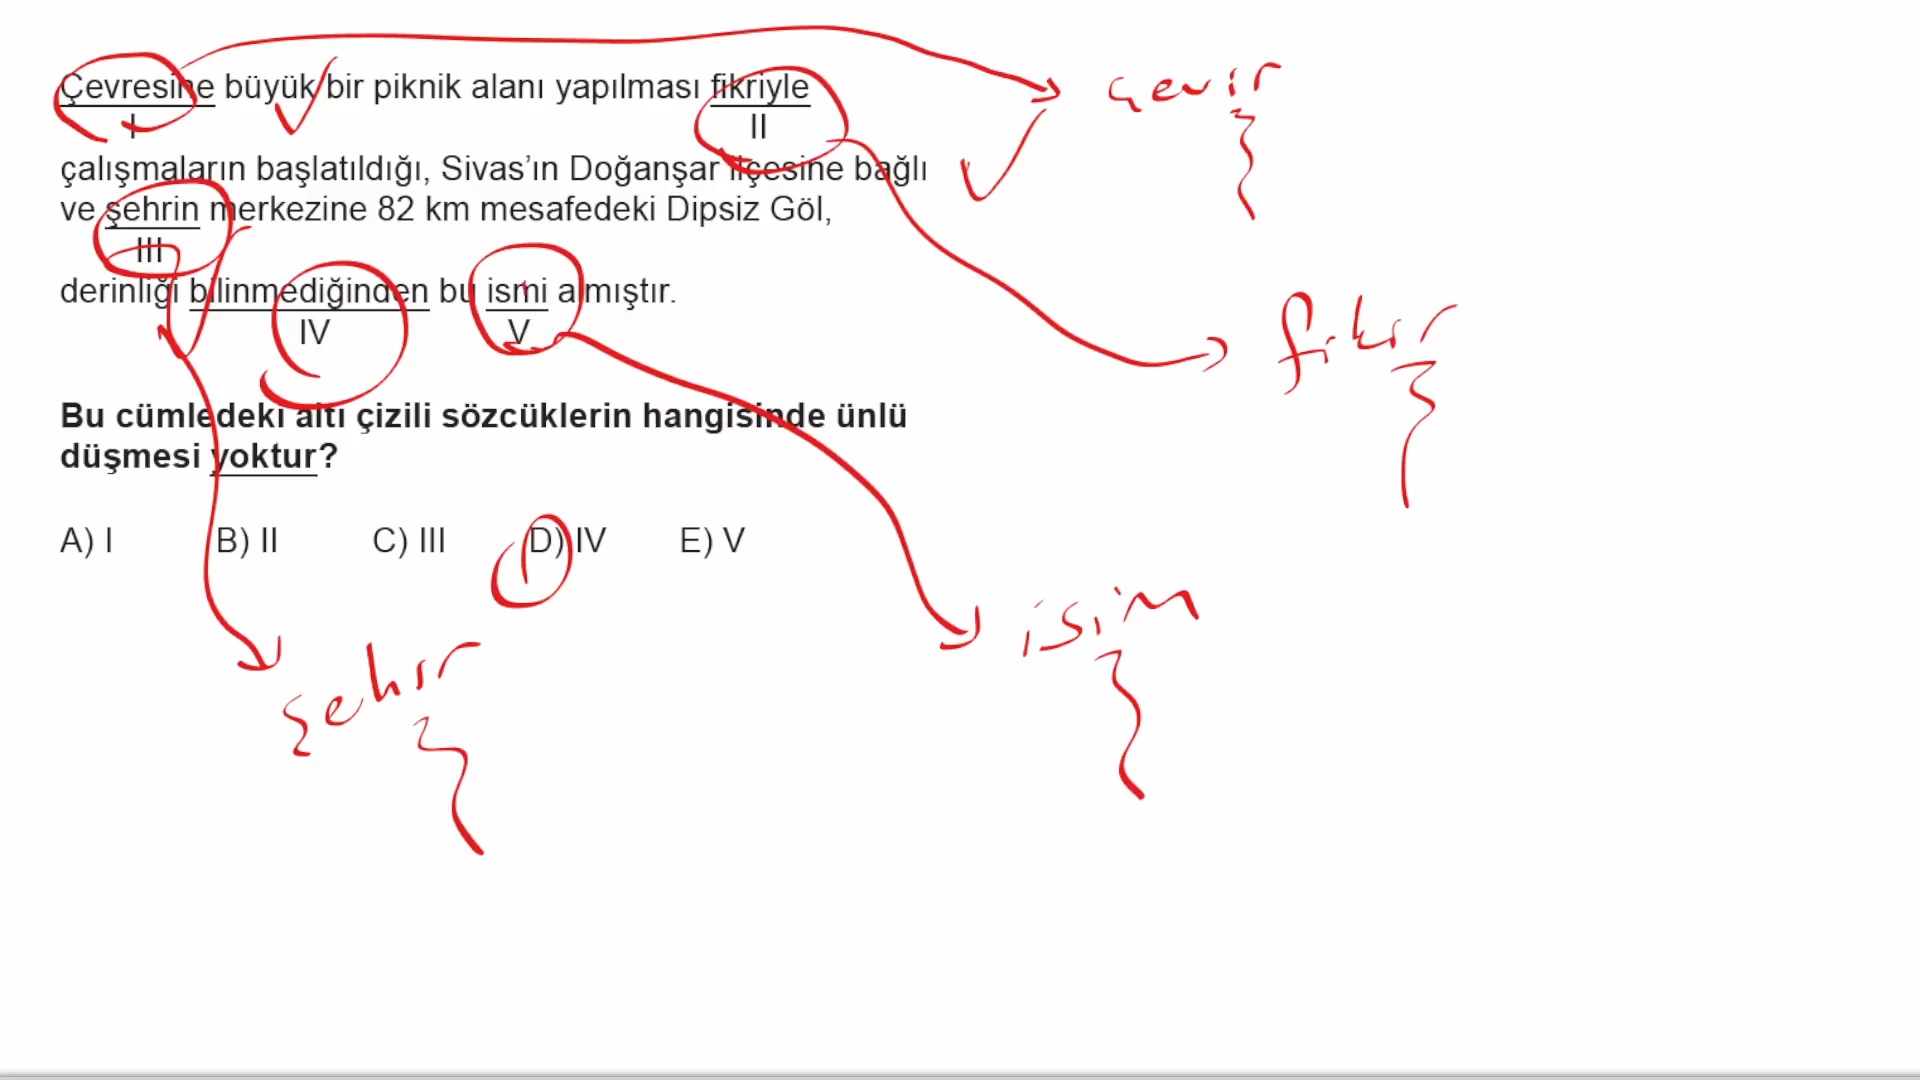 Çevresine büyük bir piknik alanı yapılması fikriyle
I II
çalışmaların başlatıldığı, Sivas'ın Doğanşar ilçesine bağlı
ve şehrin merkezine 82 km mesafedeki Dipsiz Göl,
III
derinliği bilinmediğinden bu ismi almıştır.
IV V
Bu cümledeki altı çizili sözcüklerin hangisinde ünlü
düşmesi yoktur?
A) I B) II C) III D) IV E) V
çevir
fikir
isim
şehir